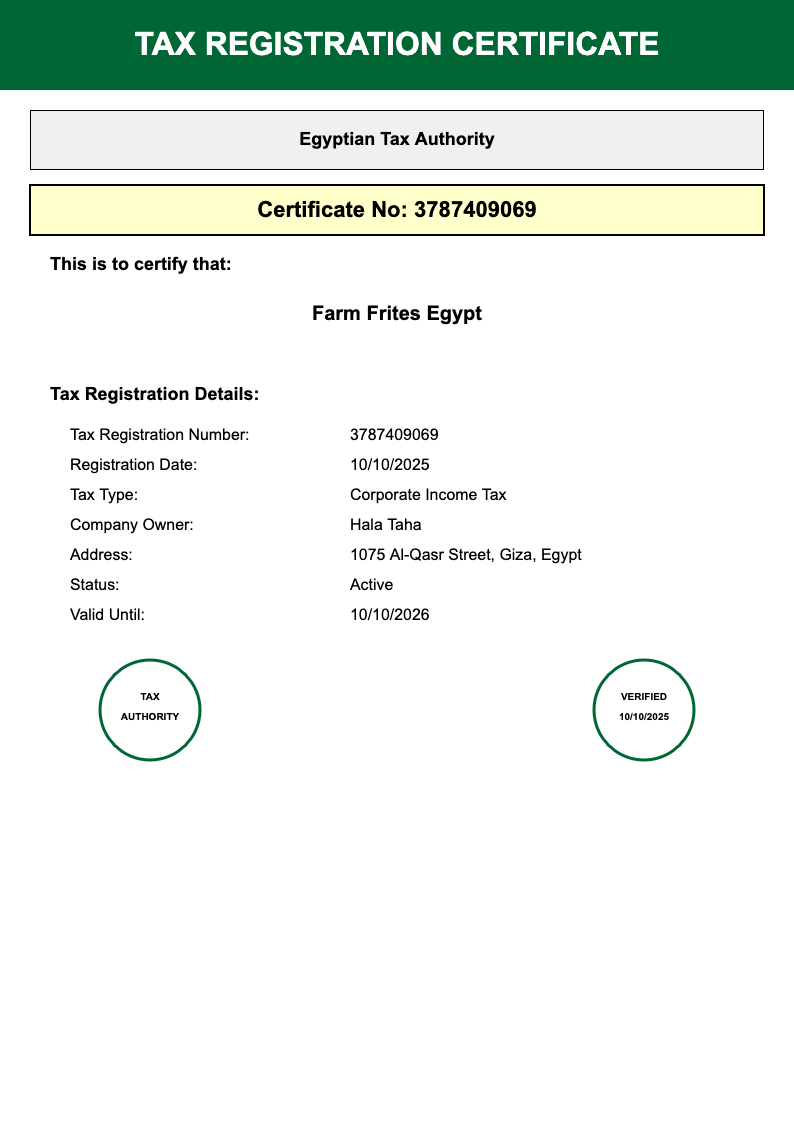 TAX REGISTRATION CERTIFICATE
Egyptian Tax Authority
Certificate No: 3787409069
This is to certify that:
Farm Frites Egypt
Tax Registration Details:
Tax Registration Number: 3787409069
Registration Date: 10/10/2025
Tax Type: Corporate Income Tax
Company Owner: Hala Taha
Address: 1075 Al-Qasr Street, Giza, Egypt
Status: Active
Valid Until: 10/10/2026
TAX
AUTHORITY
VERIFIED
10/10/2025